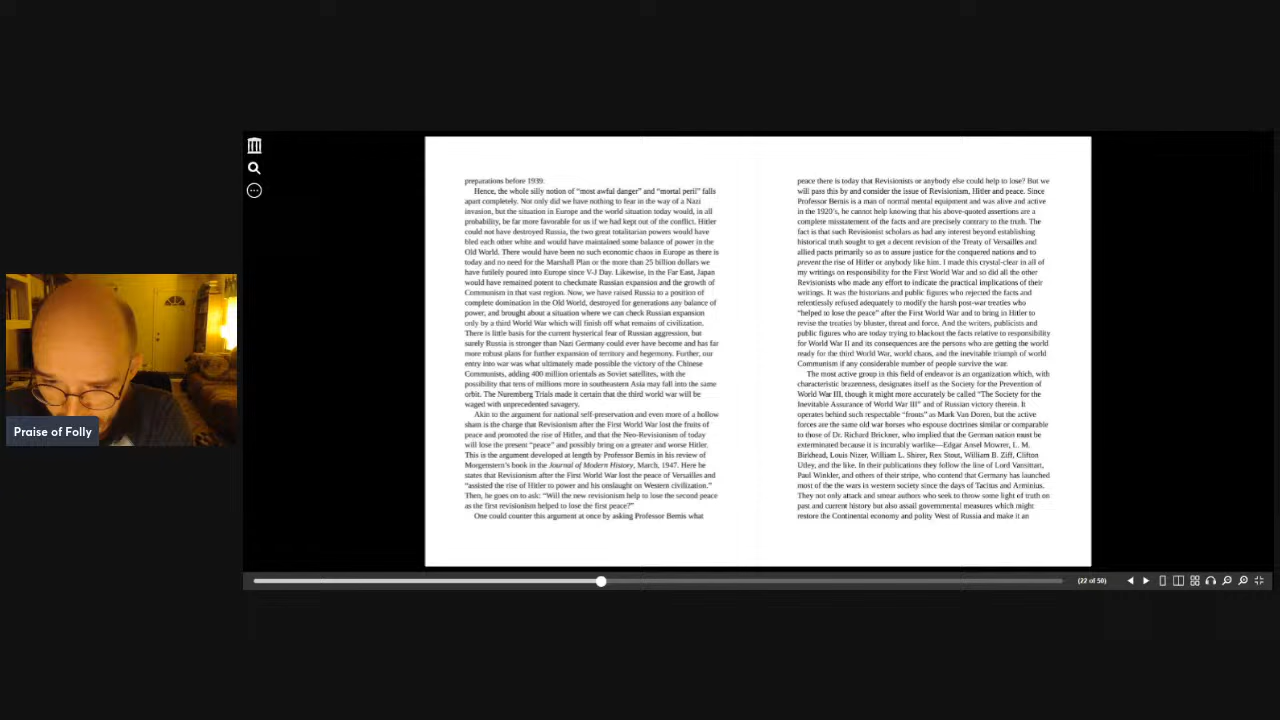 preparations before 1939.
Hence, the whole silly notion of “most awful danger” and “mortal peril” falls
apart completely. Not only did we have nothing to fear in the way of a Nazi
invasion, but the situation in Europe and the world situation today would, in all
probability, be far more favorable for us if we had kept out of the conflict. Hitler
could not have destroyed Russia, the two great totalitarian powers would have
bled each other white and would have maintained some balance of power in the
Old World. There would have been no such economic chaos in Europe as there is
today and no need for the Marshall Plan or the more than 25 billion dollars we
have futilely poured into Europe since V-J Day. Likewise, in the Far East, Japan
would have remained potent to checkmate Russian expansion and the growth of
Communism in that vast region. Now, we have raised Russia to a position of
complete domination in the Old World, destroyed for generations any balance of
power, and brought about a situation where we can check Russian expansion
only by a third World War which will finish off what remains of civilization.
There is little basis for the current hysterical fear of Russian aggression, but
surely Russia is stronger than Nazi Germany could ever have become and has far
more robust plans for further expansion of territory and hegemony. Further, our
entry into war was what ultimately made possible the victory of the Chinese
Communists, adding 400 million orientals as Soviet satellites, with the
possibility that tens of millions more in southeastern Asia may fall into the same
orbit. The Nuremberg Trials made it certain that the third world war will be
waged with unprecedented savagery.
Akin to the argument for national self-preservation and even more of a hollow
sham is the charge that Revisionism after the First World War lost the fruits of
peace and promoted the rise of Hitler, and that the Neo-Revisionism of today
will lose the present “peace” and possibly bring on a greater and worse Hitler.
This is the argument developed at length by Professor Bemis in his review of
Morgenstern’s book in the Journal of Modern History, March, 1947. Here he
states that Revisionism after the First World War lost the peace of Versailles and
“assisted the rise of Hitler to power and his onslaught on Western civilization.”
Then, he goes on to ask: “Will the new revisionism help to lose the second peace
as the first revisionism helped to lose the first peace?”
One could counter this argument at once by asking Professor Bemis what
peace there is today that Revisionists or anybody else could help to lose? But we
will pass this by and consider the issue of Revisionism, Hitler and peace. Since
Professor Bemis is a man of normal mental equipment and was alive and active
in the 1920’s, he cannot help knowing that his above-quoted assertions are a
complete misstatement of the facts and are precisely contrary to the truth. The
fact is that such Revisionist scholars as had any interest beyond establishing
historical truth sought to get a decent revision of the Treaty of Versailles and
allied pacts primarily so as to assure justice for the conquered nations and to
prevent the rise of Hitler or anybody like him. I made this crystal-clear in all of
my writings on responsibility for the First World War and so did all the other
Revisionists who made any effort to indicate the practical implications of their
writings. It was the historians and public figures who rejected the facts and
relentlessly refused adequately to modify the harsh post-war treaties who
“helped to lose the peace” after the First World War and to bring in Hitler to
revise the treaties by bluster, threat and force. And the writers, publicists and
public figures who are today trying to blackout the facts relative to responsibility
for World War II and its consequences are the persons who are getting the world
ready for the third World War, world chaos, and the inevitable triumph of world
Communism if any considerable number of people survive the war.
The most active group in this field of endeavor is an organization which, with
characteristic brazenness, designates itself as the Society for the Prevention of
World War III, though it might more accurately be called “The Society for the
Inevitable Assurance of World War III” and of Russian victory therein. It
operates behind such respectable “fronts” as Mark Van Doren, but the active
forces are the same old war horses who espouse doctrines similar or comparable
to those of Dr. Richard Brickner, who implied that the German nation must be
exterminated because it is incurably warlike—Edgar Ansel Mowrer, L. M.
Birkhead, Louis Nizer, William L. Shirer, Rex Stout, William B. Ziff, Clifton
Utley, and the like. In their publications they follow the line of Lord Vansittart,
Paul Winkler, and others of their stripe, who contend that Germany has launched
most of the the wars in western society since the days of Tacitus and Arminius.
They not only attack and smear authors who seek to throw some light of truth on
past and current history but also assail governmental measures which might
restore the Continental economy and polity West of Russia and make it an
Praise of Folly
(22 of 50)